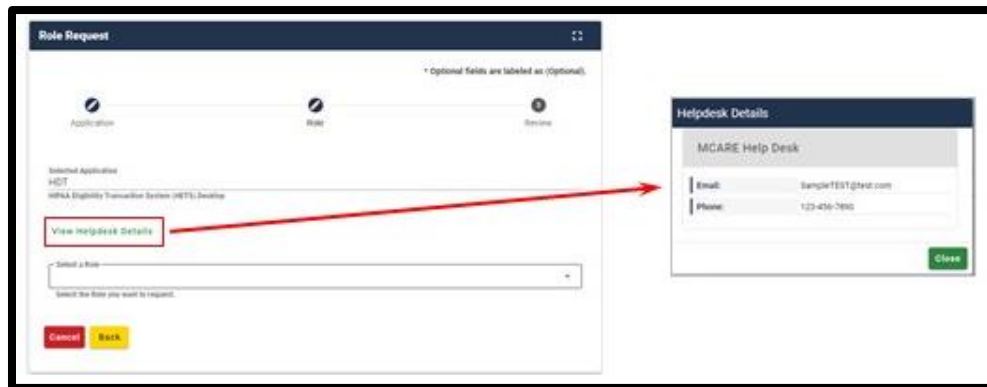 Role Request
* Optional fields are labeled as (Optional).
Application
Role
3
Review
Selected Application
HDT
HIPAA Eligibility Transaction System (HETS) Desktop
View Helpdesk Details
Select a Role
Select the Role you want to request.
Cancel
Back
Helpdesk Details
MCARE Help Desk
Email: SampleTEST@test.com
Phone: 123-456-7890
Close